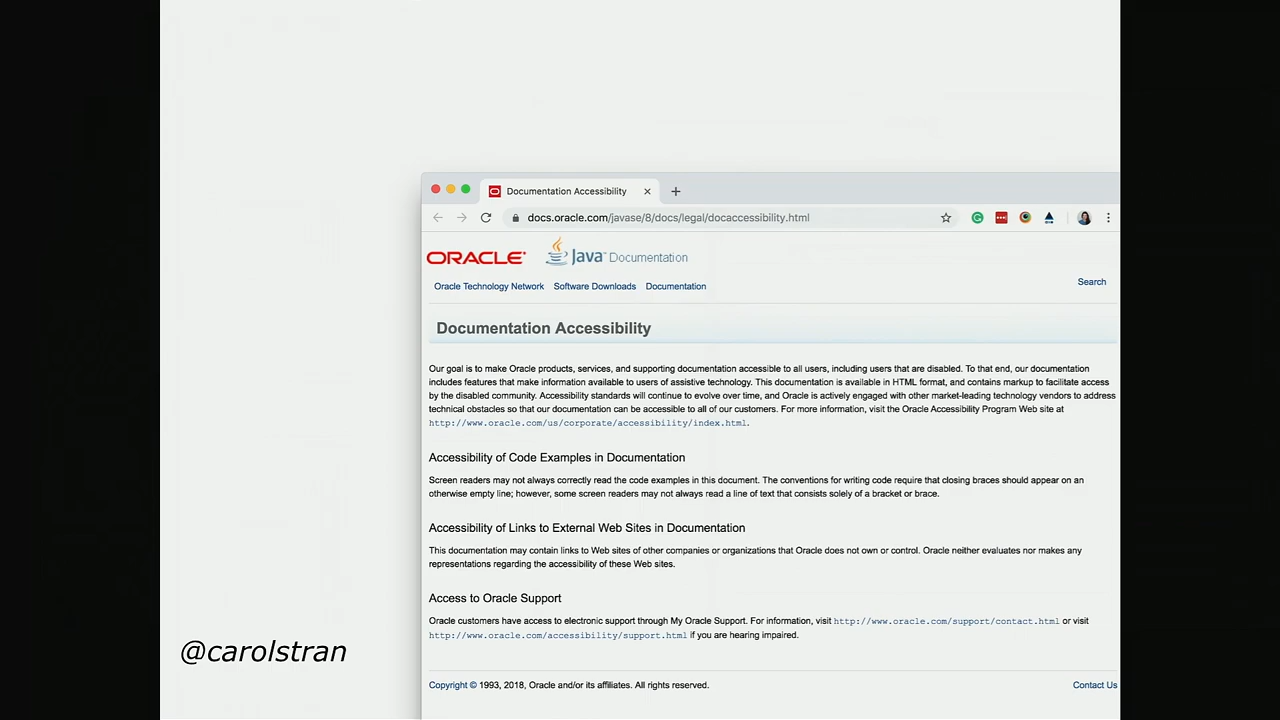 Documentation Accessibility
docs.oracle.com/javase/8/docs/legal/docaccessibility.html
ORACLE Java™ Documentation
Oracle Technology Network Software Downloads Documentation
Search
Documentation Accessibility
Our goal is to make Oracle products, services, and supporting documentation accessible to all users, including users that are disabled. To that end, our documentation
includes features that make information available to users of assistive technology. This documentation is available in HTML format, and contains markup to facilitate access
by the disabled community. Accessibility standards will continue to evolve over time, and Oracle is actively engaged with other market-leading technology vendors to address
technical obstacles so that our documentation can be accessible to all of our customers. For more information, visit the Oracle Accessibility Program Web site at
http://www.oracle.com/us/corporate/accessibility/index.html.
Accessibility of Code Examples in Documentation
Screen readers may not always correctly read the code examples in this document. The conventions for writing code require that closing braces should appear on an
otherwise empty line; however, some screen readers may not always read a line of text that consists solely of a bracket or brace.
Accessibility of Links to External Web Sites in Documentation
This documentation may contain links to Web sites of other companies or organizations that Oracle does not own or control. Oracle neither evaluates nor makes any
representations regarding the accessibility of these Web sites.
Access to Oracle Support
Oracle customers have access to electronic support through My Oracle Support. For information, visit http://www.oracle.com/support/contact.html or visit
http://www.oracle.com/accessibility/support.html if you are hearing impaired.
@carolstran
Copyright © 1993, 2018, Oracle and/or its affiliates. All rights reserved.
Contact Us